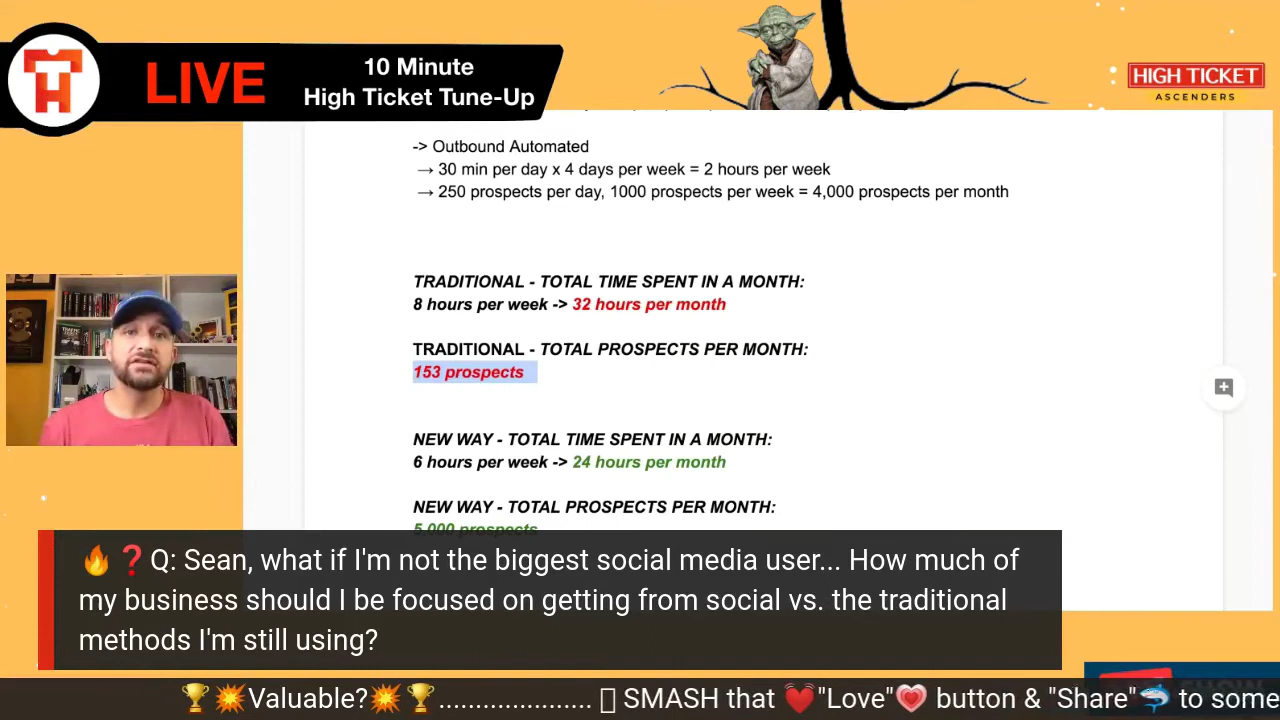 LIVE
10 Minute
High Ticket Tune-Up
HIGH TICKET
ASCENDERS
-> Outbound Automated
→ 30 min per day x 4 days per week = 2 hours per week
→ 250 prospects per day, 1000 prospects per week = 4,000 prospects per month
TRADITIONAL - TOTAL TIME SPENT IN A MONTH:
8 hours per week -> 32 hours per month
TRADITIONAL - TOTAL PROSPECTS PER MONTH:
153 prospects
NEW WAY - TOTAL TIME SPENT IN A MONTH:
6 hours per week -> 24 hours per month
NEW WAY - TOTAL PROSPECTS PER MONTH:
5,000 prospects
🔥❓Q: Sean, what if I'm not the biggest social media user... How much of
my business should I be focused on getting from social vs. the traditional
methods I'm still using?
🏆💥Valuable?💥🏆..................... SMASH that 💓"Love"💗 button & "Share"🦈 to some